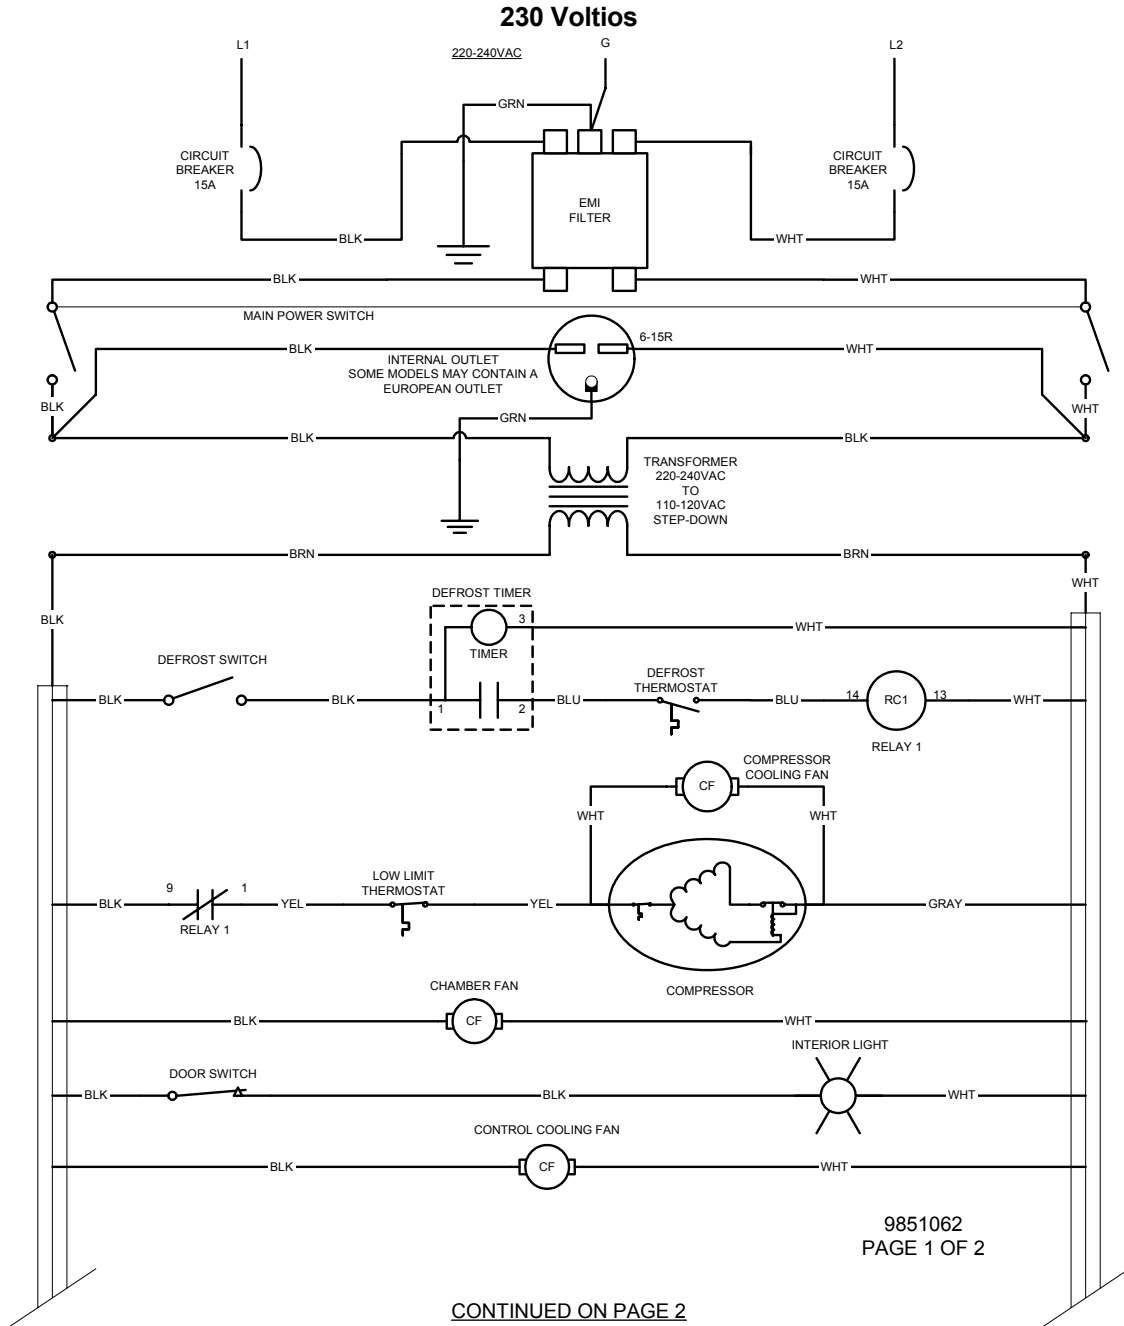 230 Voltios
L1
220-240VAC
G
L2
GRN
CIRCUIT
BREAKER
15A
EMI
FILTER
CIRCUIT
BREAKER
15A
BLK
WHT
BLK
WHT
MAIN POWER SWITCH
6-15R
BLK
WHT
INTERNAL OUTLET
SOME MODELS MAY CONTAIN A
EUROPEAN OUTLET
BLK
WHT
GRN
BLK
BLK
TRANSFORMER
220-240VAC
TO
110-120VAC
STEP-DOWN
BRN
BRN
BLK
WHT
DEFROST TIMER
3
WHT
TIMER
DEFROST SWITCH
DEFROST
THERMOSTAT
BLK
BLK
1
2
BLU
BLU
14
RC1
13
WHT
RELAY 1
COMPRESSOR
COOLING FAN
CF
WHT
WHT
LOW LIMIT
THERMOSTAT
9
1
BLK
YEL
YEL
GRAY
RELAY 1
COMPRESSOR
CHAMBER FAN
BLK
CF
WHT
INTERIOR LIGHT
DOOR SWITCH
BLK
BLK
WHT
CONTROL COOLING FAN
BLK
CF
WHT
9851062
PAGE 1 OF 2
CONTINUED ON PAGE 2